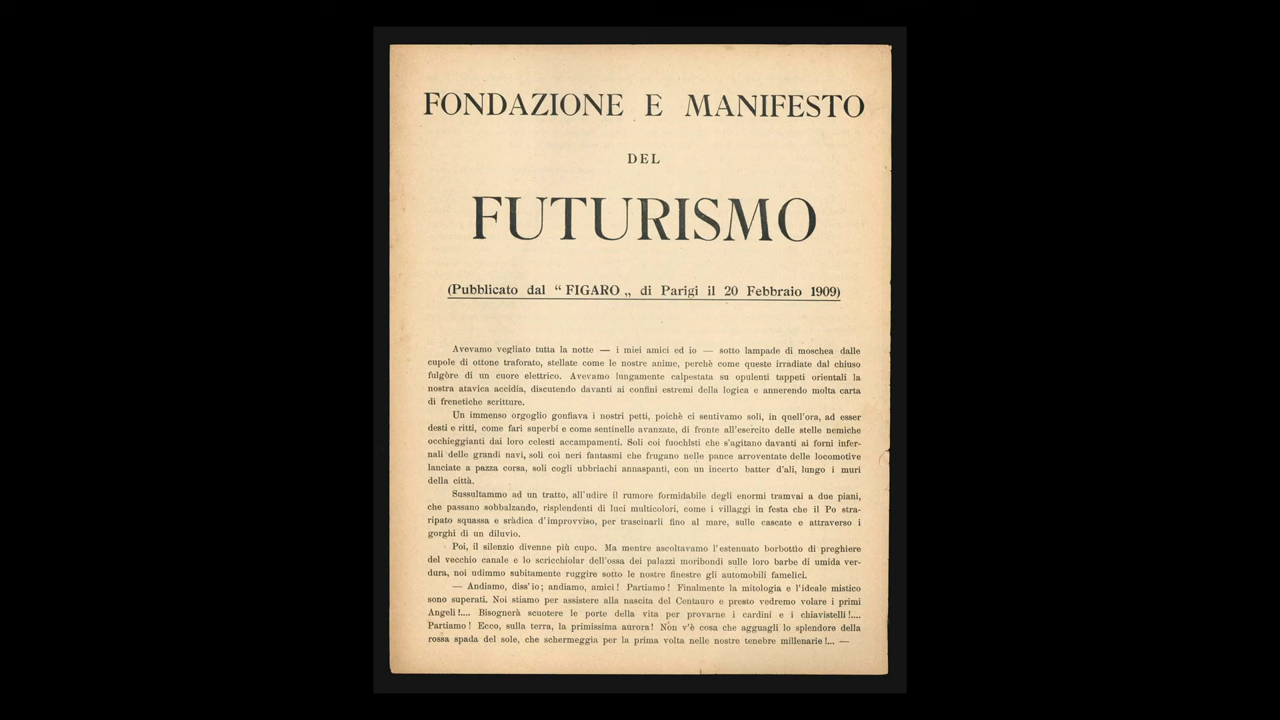 FONDAZIONE E MANIFESTO
DEL
FUTURISMO
(Pubblicato dal “ FIGARO „ di Parigi il 20 Febbraio 1909)
Avevamo vegliato tutta la notte — i miei amici ed io — sotto lampade di moschea dalle
cupole di ottone traforato, stellate come le nostre anime, perchè come queste irradiate dal chiuso
fulgòre di un cuore elettrico. Avevamo lungamente calpestata su opulenti tappeti orientali la
nostra atavica accidia, discutendo davanti ai confini estremi della logica e annerendo molta carta
di frenetiche scritture.
Un immenso orgoglio gonfiava i nostri petti, poichè ci sentivamo soli, in quell'ora, ad esser
desti e ritti, come fari superbi e come sentinelle avanzate, di fronte all'esercito delle stelle nemiche
occhieggianti dai loro celesti accampamenti. Soli coi fuochisti che s'agitano davanti ai forni infer-
nali delle grandi navi, soli coi neri fantasmi che frugano nelle pance arroventate delle locomotive
lanciate a pazza corsa, soli cogli ubbriachi annaspanti, con un incerto batter d'ali, lungo i muri
della città.
Sussultammo ad un tratto, all'udire il rumore formidabile degli enormi tramvai a due piani,
che passano sobbalzando, risplendenti di luci multicolori, come i villaggi in festa che il Po stra-
ripato squassa e sràdica d'improvviso, per trascinarli fino al mare, sulle cascate e attraverso i
gorghi di un diluvio.
Poi, il silenzio divenne più cupo. Ma mentre ascoltavamo l'estenuato borbottìo di preghiere
del vecchio canale e lo scricchiolar dell'ossa dei palazzi moribondi sulle loro barbe di umida ver-
dura, noi udimmo subitamente ruggire sotto le nostre finestre gli automobili famelici.
— Andiamo, diss'io; andiamo, amici! Partiamo! Finalmente la mitologia e l'ideale mistico
sono superati. Noi stiamo per assistere alla nascita del Centauro e presto vedremo volare i primi
Angeli!.... Bisognerà scuotere le porte della vita per provarne i cardini e i chiavistelli!....
Partiamo! Ecco, sulla terra, la primissima aurora! Non v'è cosa che agguagli lo splendore della
rossa spada del sole, che schermeggia per la prima volta nelle nostre tenebre millenarie!... —